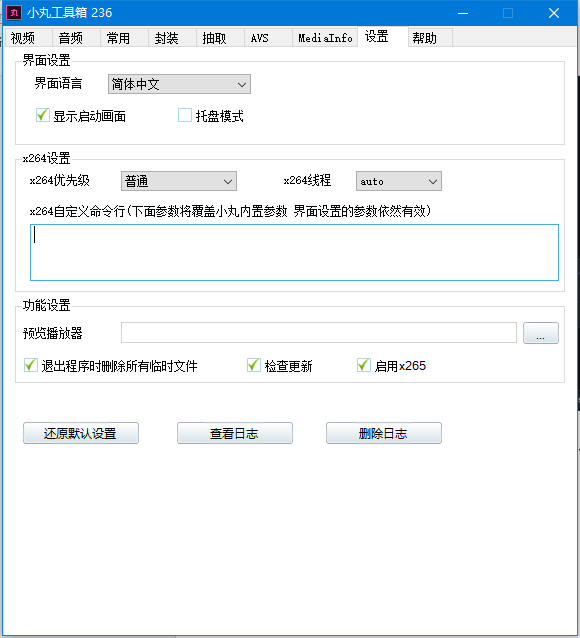 小丸工具箱 236
视频 音频 常用 封装 抽取 AVS MediaInfo 设置 帮助
界面设置
界面语言 简体中文
显示启动画面 托盘模式
x264设置
x264优先级 普通 x264线程 auto
x264自定义命令行(下面参数将覆盖小丸内置参数 界面设置的参数依然有效)
功能设置
预览播放器 ...
退出程序时删除所有临时文件 检查更新 启用x265
还原默认设置 查看日志 删除日志